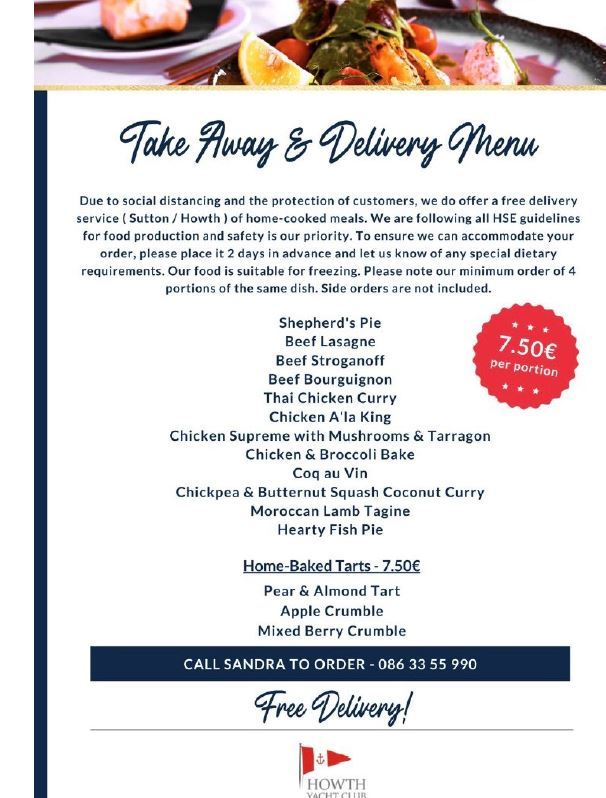 Take Away & Delivery Menu
Due to social distancing and the protection of customers, we do offer a free delivery
service ( Sutton / Howth ) of home-cooked meals. We are following all HSE guidelines
for food production and safety is our priority. To ensure we can accommodate your
order, please place it 2 days in advance and let us know of any special dietary
requirements. Our food is suitable for freezing. Please note our minimum order of 4
portions of the same dish. Side orders are not included.
Shepherd's Pie
Beef Lasagne
Beef Stroganoff
Beef Bourguignon
Thai Chicken Curry
Chicken A'la King
Chicken Supreme with Mushrooms & Tarragon
Chicken & Broccoli Bake
Coq au Vin
Chickpea & Butternut Squash Coconut Curry
Moroccan Lamb Tagine
Hearty Fish Pie
7.50€
per portion
Home-Baked Tarts - 7.50€
Pear & Almond Tart
Apple Crumble
Mixed Berry Crumble
CALL SANDRA TO ORDER - 086 33 55 990
Free Delivery!
HOWTH
YACHT CLUB